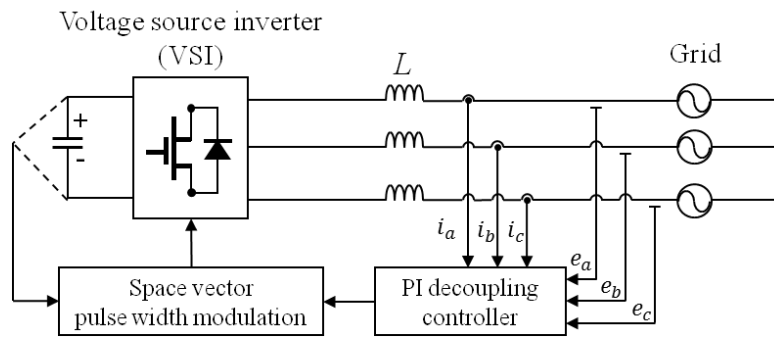 Voltage source inverter
(VSI)
L
Grid
+
-
i_a
i_b
i_c
e_a
e_b
e_c
Space vector
pulse width modulation
PI decoupling
controller